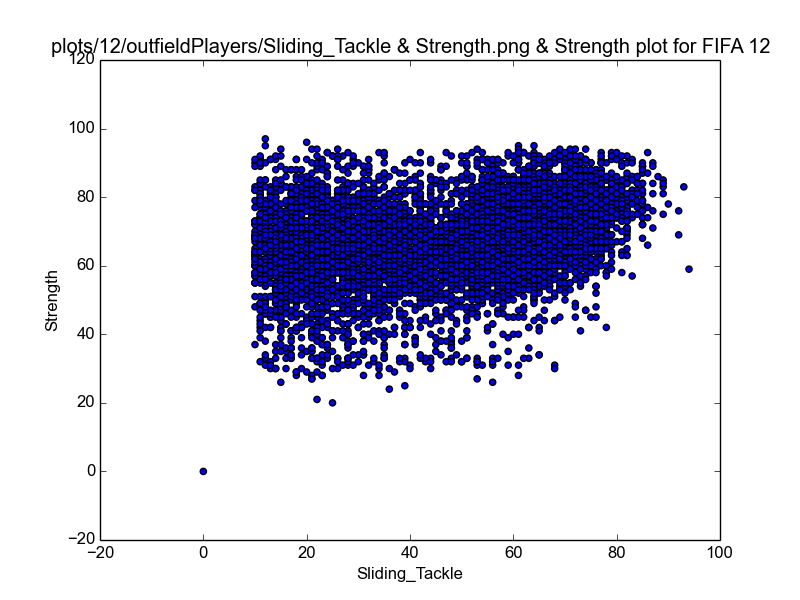 plots/12/outfieldPlayers/Sliding_Tackle & Strength.png & Strength plot for FIFA 12
120
100
80
60
40
20
0
−20
Strength
−20 0 20 40 60 80 100
Sliding_Tackle